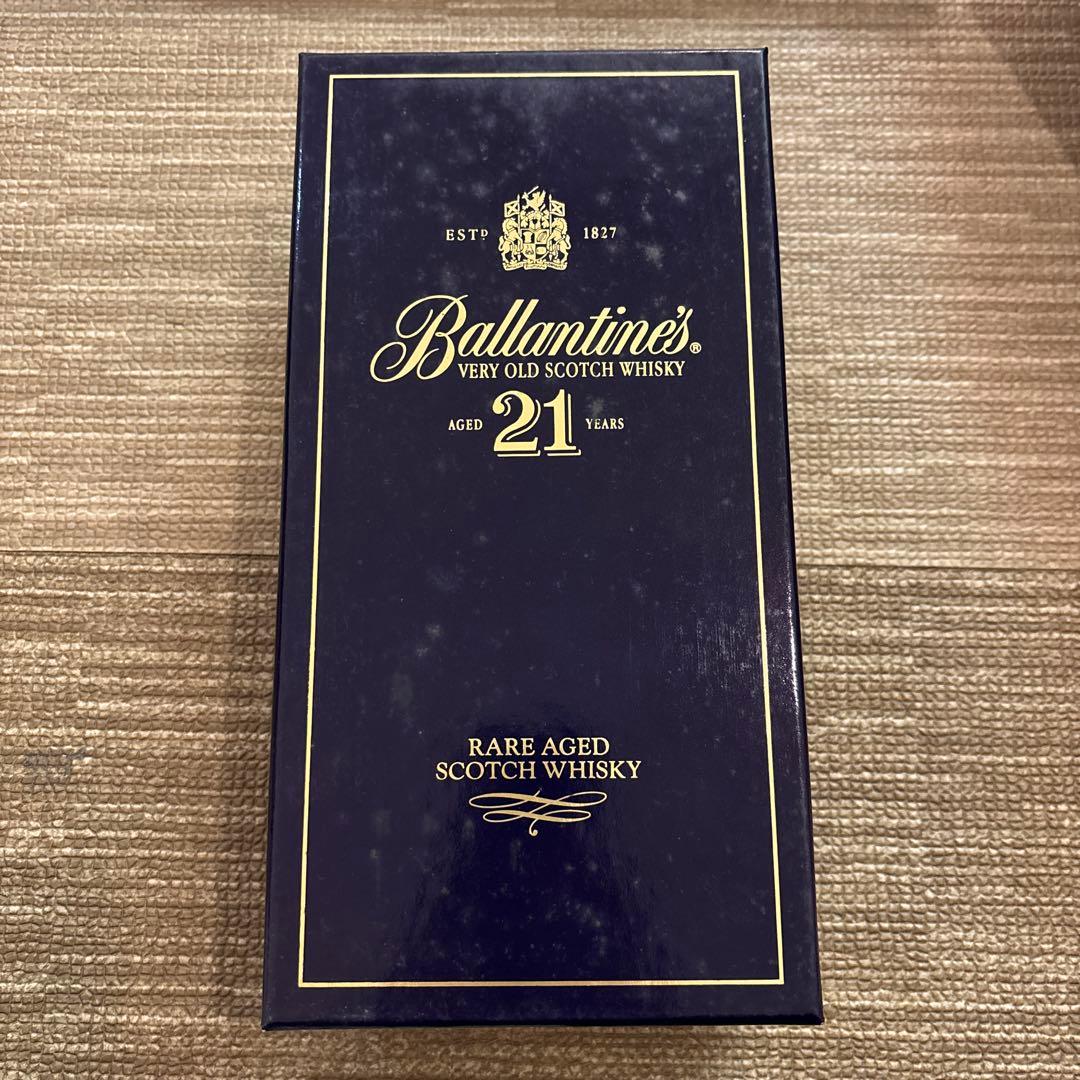 ESTD 1827
Ballantine's®
VERY OLD SCOTCH WHISKY
AGED 21 YEARS
RARE AGED
SCOTCH WHISKY